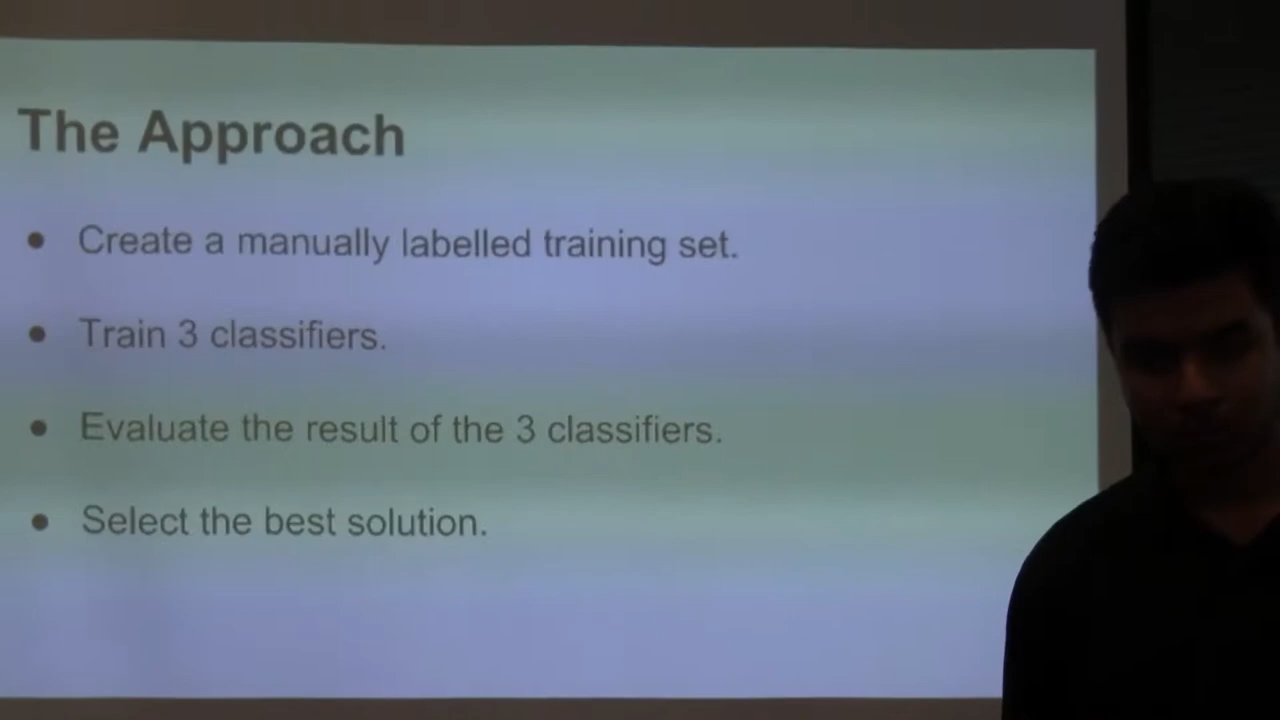 The Approach
• Create a manually labelled training set.
• Train 3 classifiers.
• Evaluate the result of the 3 classifiers.
• Select the best solution.